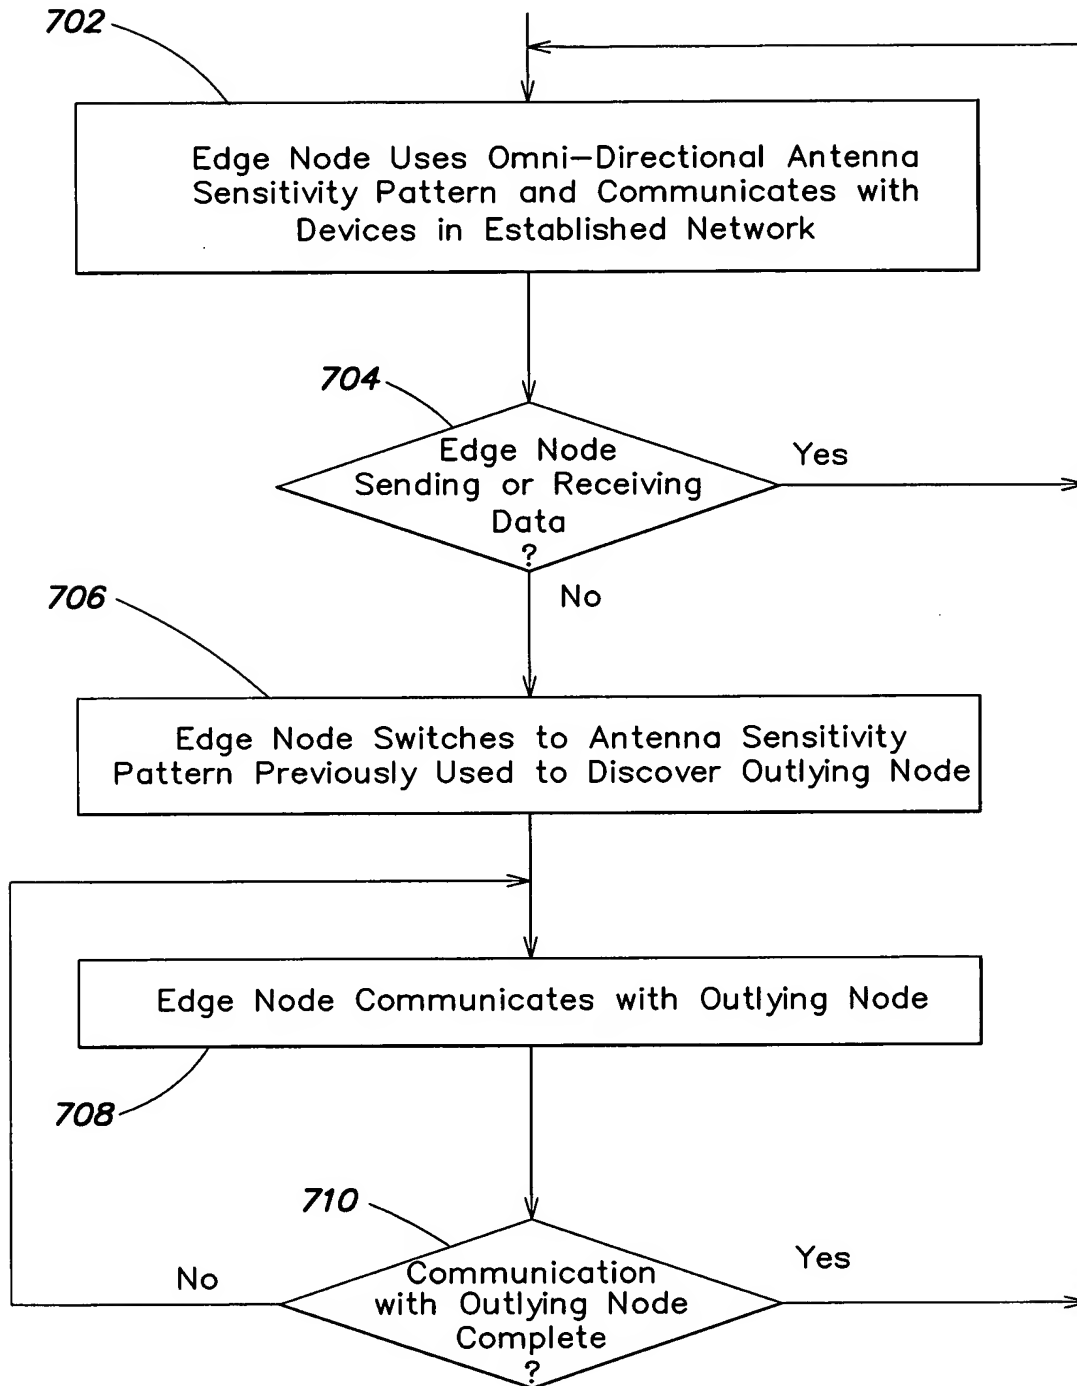 702
Edge Node Uses Omni-Directional Antenna
Sensitivity Pattern and Communicates with
Devices in Established Network
704
Edge Node
Sending or Receiving
Data
?
Yes
No
706
Edge Node Switches to Antenna Sensitivity
Pattern Previously Used to Discover Outlying Node
Edge Node Communicates with Outlying Node
708
710
No
Communication
with Outlying Node
Complete
?
Yes